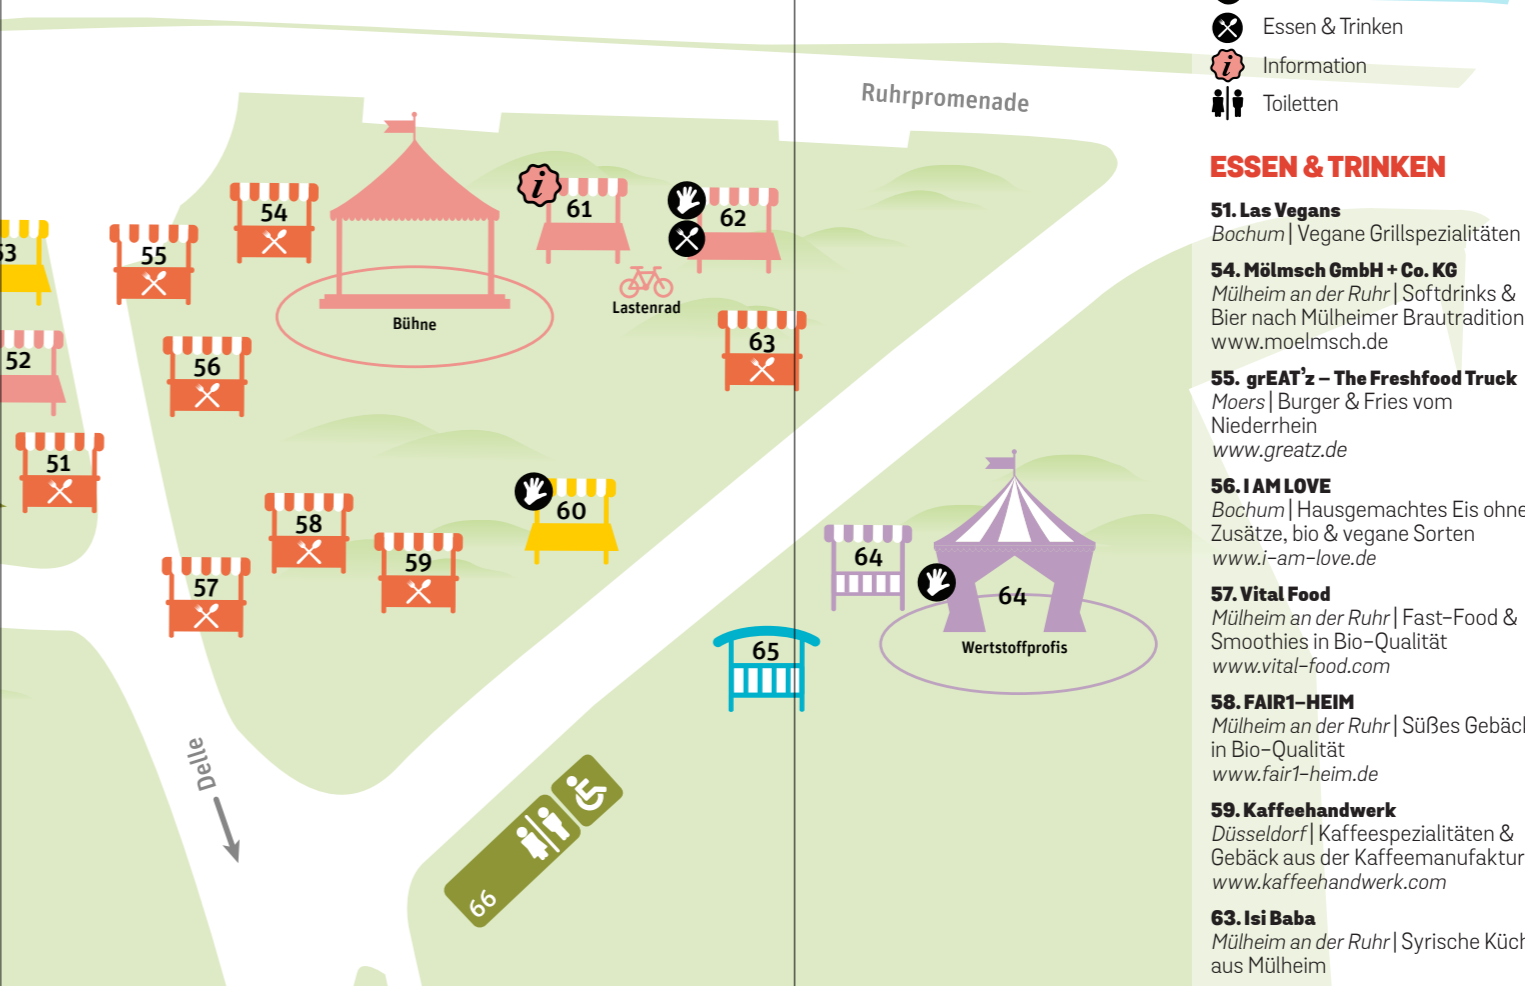 Ruhrpromenade
54
61
62
53
55
Lastenrad
Bühne
63
52
56
51
58
60
59
57
64
64
Wertstoffprofis
65
Delle
66
Essen & Trinken
Information
Toiletten
ESSEN & TRINKEN
51. Las Vegans
Bochum | Vegane Grillspezialitäten
54. Mölmsch GmbH + Co. KG
Mülheim an der Ruhr | Softdrinks &
Bier nach Mülheimer Brautradition
www.moelmsch.de
55. grEAT’z – The Freshfood Truck
Moers | Burger & Fries vom
Niederrhein
www.greatz.de
56. I AM LOVE
Bochum | Hausgemachtes Eis ohne
Zusätze, bio & vegane Sorten
www.i-am-love.de
57. Vital Food
Mülheim an der Ruhr | Fast-Food &
Smoothies in Bio-Qualität
www.vital-food.com
58. FAIR1-HEIM
Mülheim an der Ruhr | Süßes Gebäck
in Bio-Qualität
www.fair1-heim.de
59. Kaffeehandwerk
Düsseldorf | Kaffeespezialitäten &
Gebäck aus der Kaffeemanufaktur
www.kaffeehandwerk.com
63. Isi Baba
Mülheim an der Ruhr | Syrische Küch
aus Mülheim